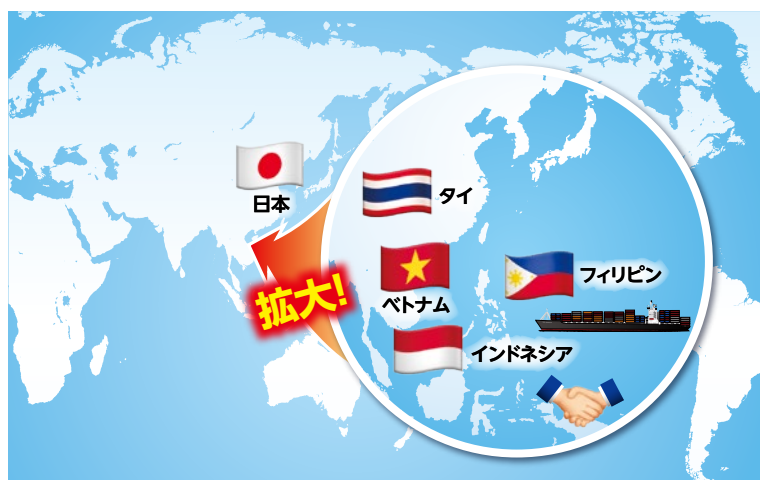 日本
タイ
ベトナム
フィリピン
インドネシア
拡大!